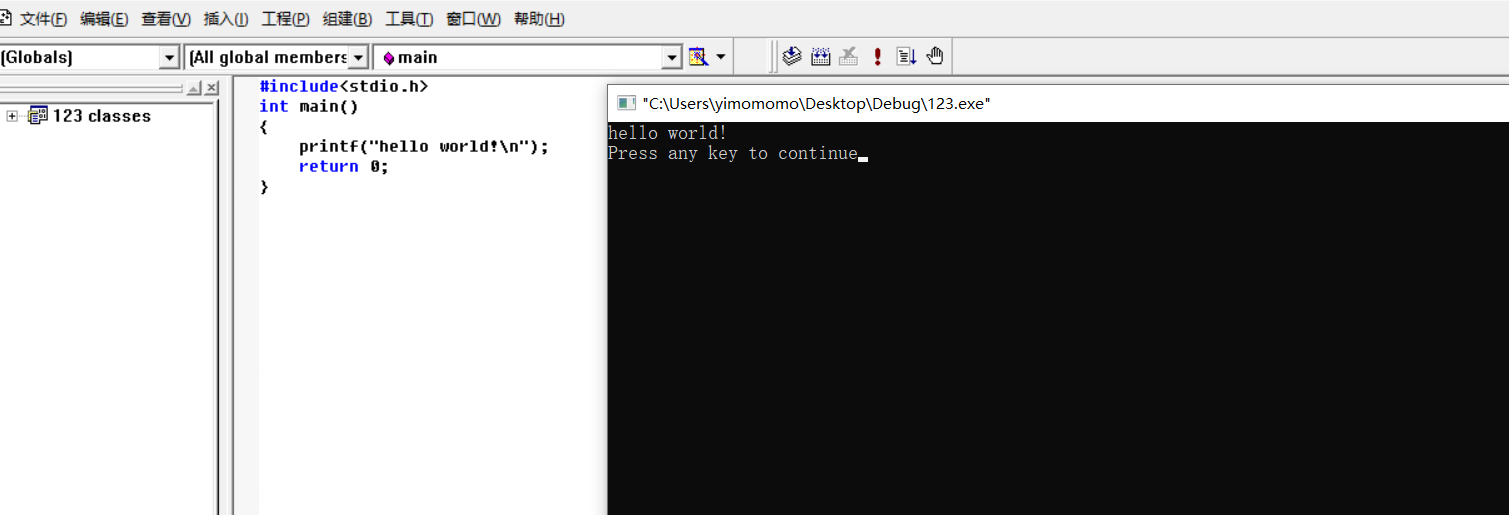 文件(F) 编辑(E) 查看(V) 插入(I) 工程(P) 组建(B) 工具(T) 窗口(W) 帮助(H)
(Globals) (All global members main
123 classes
#include<stdio.h>
int main()
{
    printf("hello world!\n");
    return 0;
}
"C:\Users\yimomomo\Desktop\Debug\123.exe"
hello world!
Press any key to continue